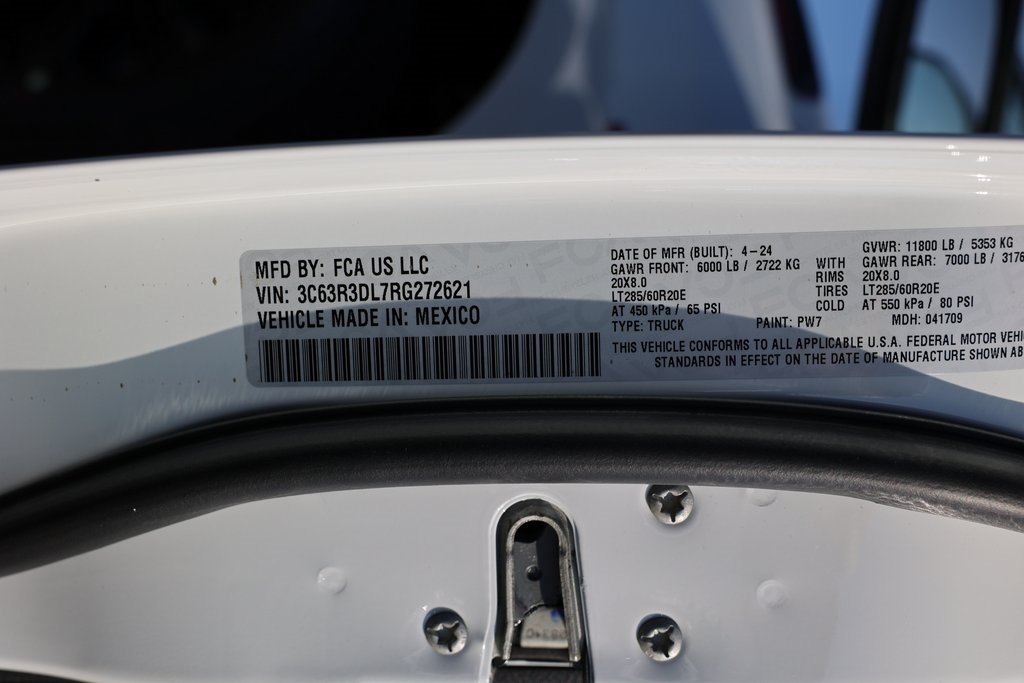 MFD BY: FCA US LLC
VIN: 3C63R3DL7RG272621
VEHICLE MADE IN: MEXICO
DATE OF MFR (BUILT): 4-24
GVWR: 11800 LB / 5353 KG
GAWR FRONT: 6000 LB / 2722 KG WITH GAWR REAR: 7000 LB / 3176
20X8.0 RIMS 20X8.0
LT285/60R20E TIRES LT285/60R20E
AT 450 kPa / 65 PSI COLD AT 550 kPa / 80 PSI
TYPE: TRUCK PAINT: PW7 MDH: 041709
THIS VEHICLE CONFORMS TO ALL APPLICABLE U.S.A. FEDERAL MOTOR VEHI
STANDARDS IN EFFECT ON THE DATE OF MANUFACTURE SHOWN AB